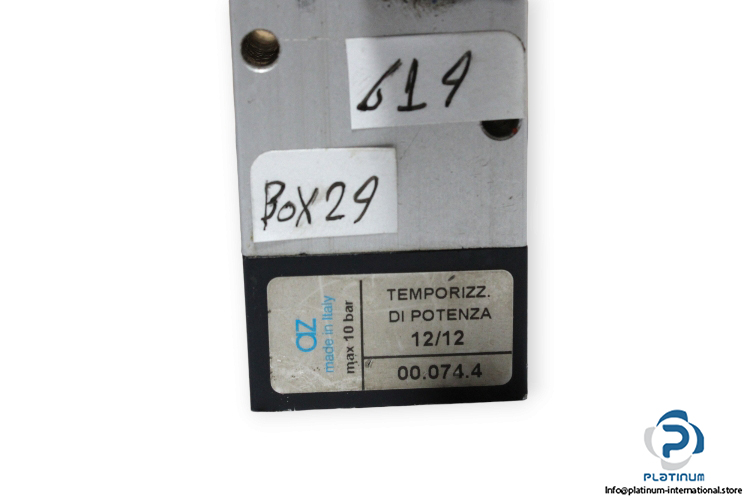 619
BOX29
az
made in Italy
max 10 bar
TEMPORIZZ.
DI POTENZA
12/12
00.074.4
PLATINUM
Info@platinum-international.store